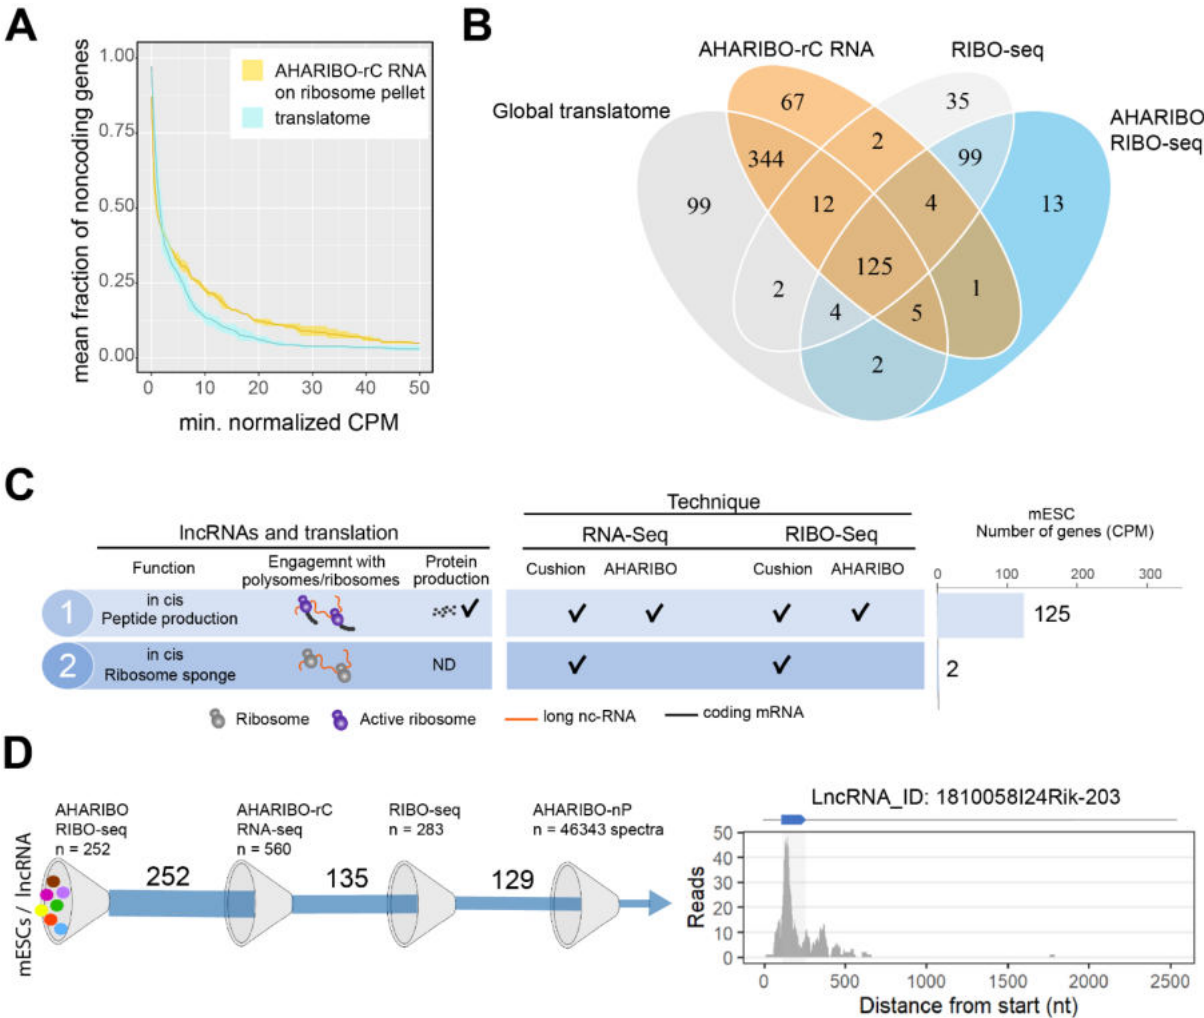 A
mean fraction of noncoding genes
1.00
0.75
0.50
0.25
0.00
AHARIBO-rC RNA
on ribosome pellet
translatome
0 10 20 30 40 50
min. normalized CPM
B
AHARIBO-rC RNA
RIBO-seq
Global translatome
AHARIBO
RIBO-seq
67
35
2
344
99
99
12
4
13
125
2
1
4
5
2
C
lncRNAs and translation
Function
Engagemnt with
polysomes/ribosomes
Protein
production
Technique
RNA-Seq
RIBO-Seq
Cushion AHARIBO Cushion AHARIBO
mESC
Number of genes (CPM)
0 100 200 300
1
in cis
Peptide production
✓ ✓ ✓ ✓ ✓
125
2
in cis
Ribosome sponge
ND
✓ ✓
2
Ribosome Active ribosome long nc-RNA coding mRNA
D
mESCs / lncRNA
AHARIBO
RIBO-seq
n = 252
252
AHARIBO-rC
RNA-seq
n = 560
135
RIBO-seq
n = 283
129
AHARIBO-nP
n = 46343 spectra
LncRNA_ID: 1810058I24Rik-203
Reads
50
40
30
20
10
0
0 500 1000 1500 2000 2500
Distance from start (nt)